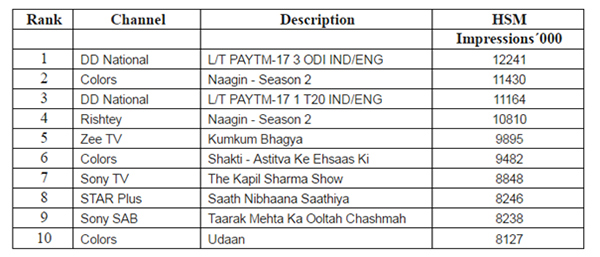 Rank Channel Description HSM
Impressions´000
1 DD National L/T PAYTM-17 3 ODI IND/ENG 12241
2 Colors Naagin - Season 2 11430
3 DD National L/T PAYTM-17 1 T20 IND/ENG 11164
4 Rishtey Naagin - Season 2 10810
5 Zee TV Kumkum Bhagya 9895
6 Colors Shakti - Astitva Ke Ehsaas Ki 9482
7 Sony TV The Kapil Sharma Show 8848
8 STAR Plus Saath Nibhaana Saathiya 8246
9 Sony SAB Taarak Mehta Ka Ooltah Chashmah 8238
10 Colors Udaan 8127